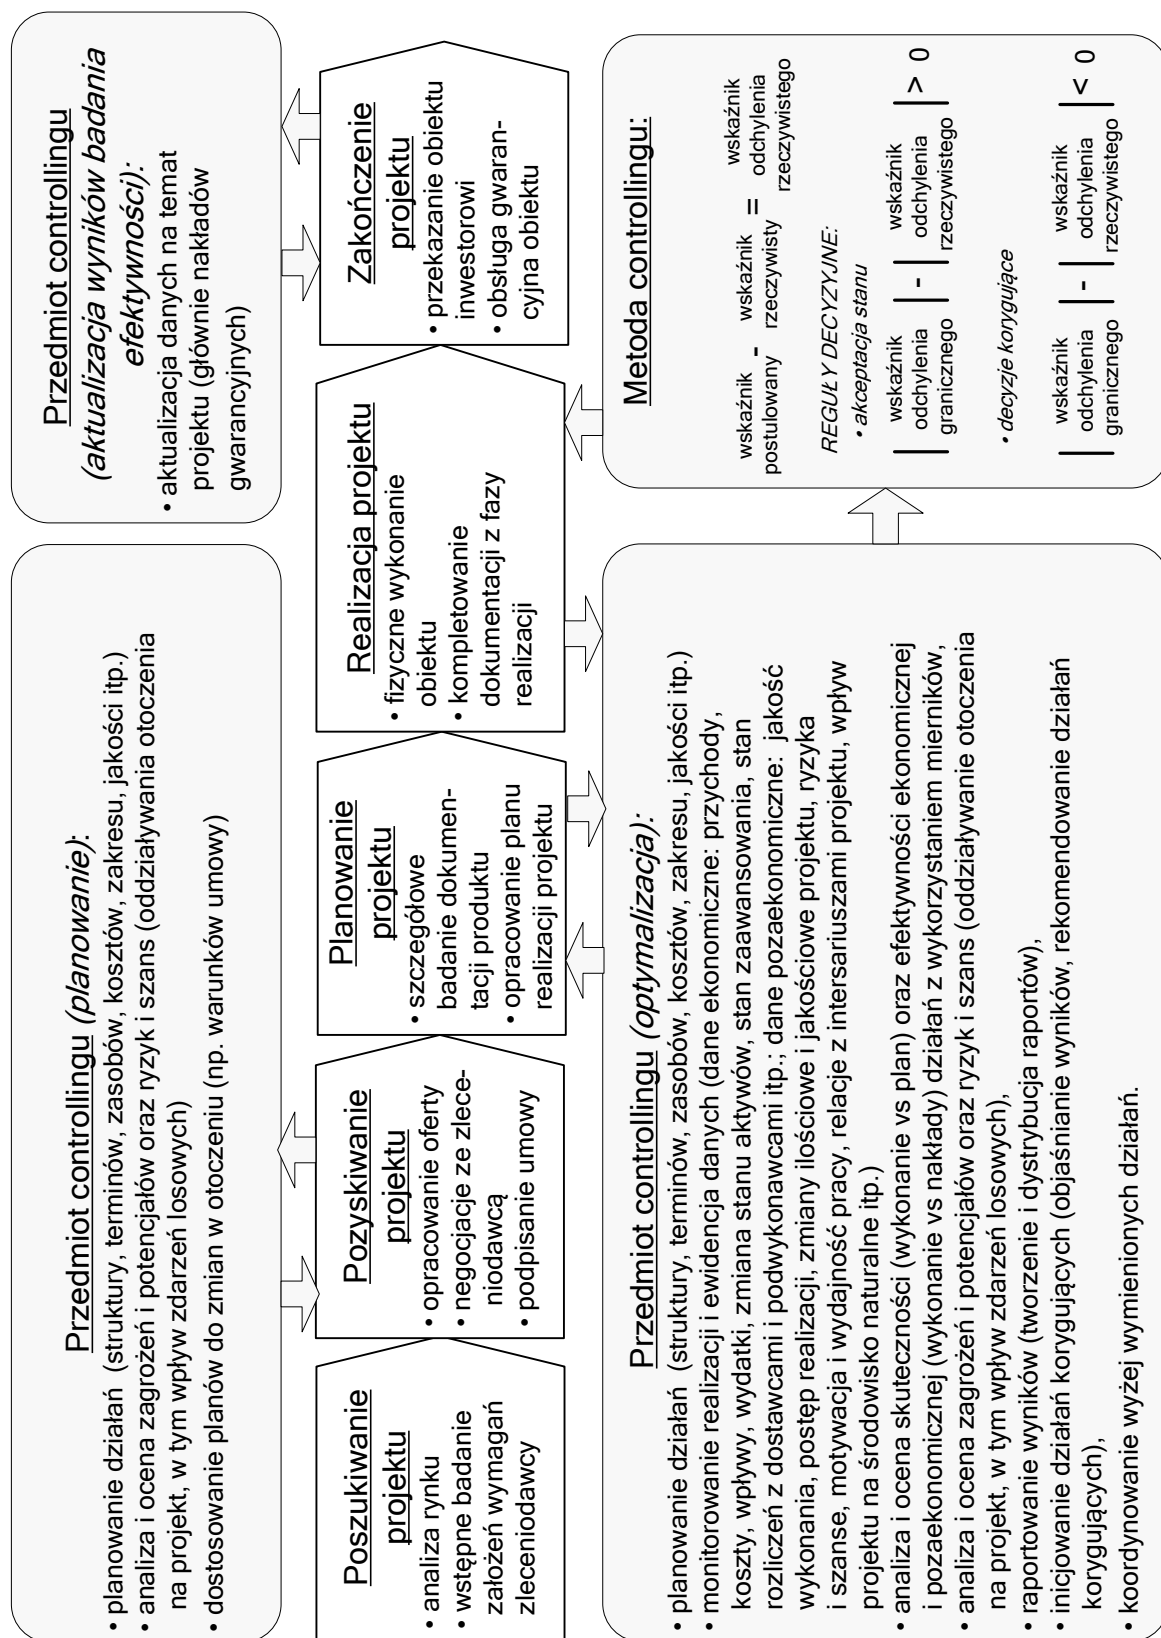 Przedmiot controllingu (planowanie):
• planowanie działań (struktury, terminów, zasobów, kosztów, zakresu, jakości itp.)
• analiza i ocena zagrożeń i potencjałów oraz ryzyk i szans (oddziaływania otoczenia
na projekt, w tym wpływ zdarzeń losowych)
• dostosowanie planów do zmian w otoczeniu (np. warunków umowy)
Przedmiot controllingu
(aktualizacja wyników badania
efektywności):
• aktualizacja danych na temat
projektu (głównie nakładów
gwarancyjnych)
Poszukiwanie
projektu
• analiza rynku
• wstępne badanie
założeń wymagań
zleceniodawcy
Pozyskiwanie
projektu
• opracowanie oferty
• negocjacje ze zlece-
niodawcą
• podpisanie umowy
Planowanie
projektu
• szczegółowe
badanie dokumen-
tacji produktu
• opracowanie planu
realizacji projektu
Realizacja projektu
• fizyczne wykonanie
obiektu
• kompletowanie
dokumentacji z fazy
realizacji
Zakończenie
projektu
• przekazanie obiektu
inwestorowi
• obsługa gwaran-
cyjna obiektu
Przedmiot controllingu (optymalizacja):
• planowanie działań (struktury, terminów, zasobów, kosztów, zakresu, jakości itp.)
• monitorowanie realizacji i ewidencja danych (dane ekonomiczne: przychody,
koszty, wpływy, wydatki, zmiana stanu aktywów, stan zaawansowania, stan
rozliczeń z dostawcami i podwykonawcami itp.; dane pozaekonomiczne: jakość
wykonania, postęp realizacji, zmiany ilościowe i jakościowe projektu, ryzyka
i szanse, motywacja i wydajność pracy, relacje z intersariuszami projektu, wpływ
projektu na środowisko naturalne itp.)
• analiza i ocena skuteczności (wykonanie vs plan) oraz efektywności ekonomicznej
i pozaekonomicznej (wykonanie vs nakłady) działań z wykorzystaniem mierników,
• analiza i ocena zagrożeń i potencjałów oraz ryzyk i szans (oddziaływanie otoczenia
na projekt, w tym wpływ zdarzeń losowych),
• raportowanie wyników (tworzenie i dystrybucja raportów),
• inicjowanie działań korygujących (objaśnianie wyników, rekomendowanie działań
korygujących),
• koordynowanie wyżej wymienionych działań.
Metoda controllingu:
wskaźnik postulowany - wskaźnik rzeczywisty = wskaźnik odchylenia rzeczywistego
REGUŁY DECYZYJNE:
• akceptacja stanu
| wskaźnik odchylenia granicznego | - | wskaźnik odchylenia rzeczywistego | > 0
• decyzje korygujące
| wskaźnik odchylenia granicznego | - | wskaźnik odchylenia rzeczywistego | < 0